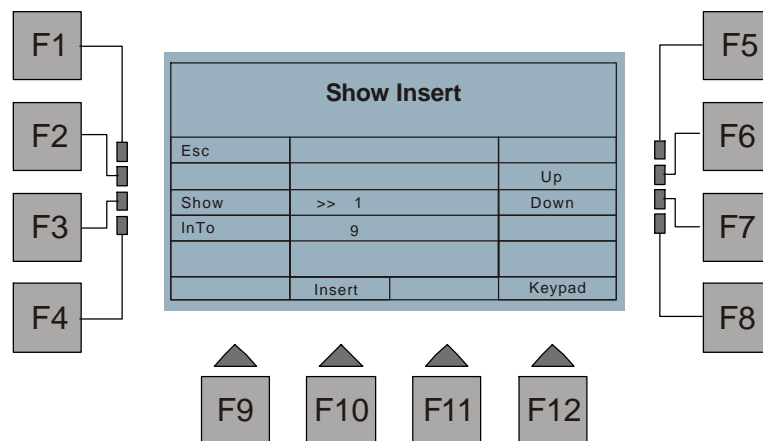 F1
F5
Show Insert
F2
F6
Esc
Up
Show >> 1 Down
F3
F7
InTo 9
Insert Keypad
F4
F8
F9 F10 F11 F12